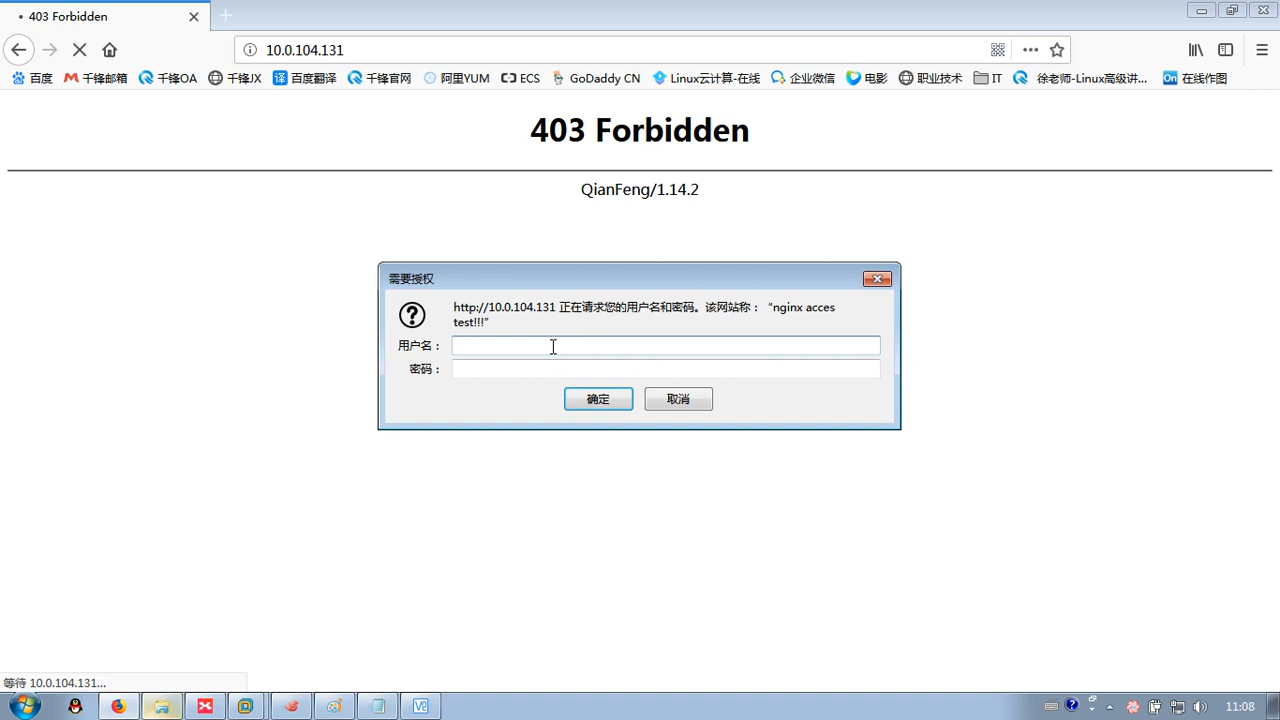 403 Forbidden
10.0.104.131
百度 千锋邮箱 千锋OA 千锋JX 百度翻译 千锋官网 阿里YUM ECS GoDaddy CN Linux云计算-在线 企业微信 电影 职业技术 IT 徐老师-Linux高级讲... 在线作图
403 Forbidden
QianFeng/1.14.2
需要授权
http://10.0.104.131 正在请求您的用户名和密码。该网站称：“nginx acces
test!!!”
用户名：
密码：
确定 取消
等待 10.0.104.131...
11:08